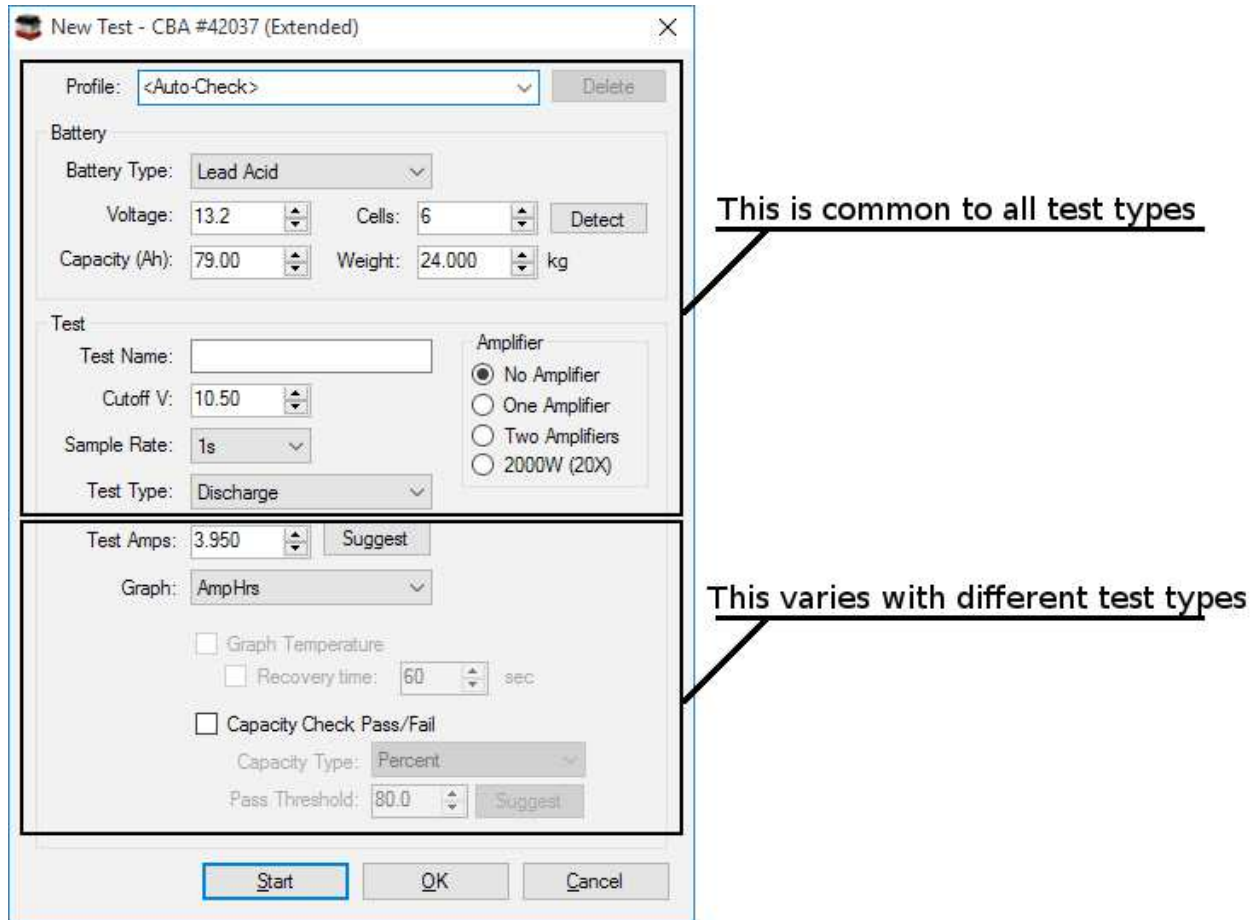 New Test - CBA #42037 (Extended)
Profile: <Auto-Check> Delete
Battery
Battery Type: Lead Acid
Voltage: 13.2 Cells: 6 Detect
Capacity (Ah): 79.00 Weight: 24.000 kg
This is common to all test types
Test
Test Name:
Cutoff V: 10.50
Sample Rate: 1s
Test Type: Discharge
Amplifier
No Amplifier
One Amplifier
Two Amplifiers
2000W (20X)
Test Amps: 3.950 Suggest
Graph: AmpHrs
This varies with different test types
Graph Temperature
Recovery time: 60 sec
Capacity Check Pass/Fail
Capacity Type: Percent
Pass Threshold: 80.0 Suggest
Start OK Cancel